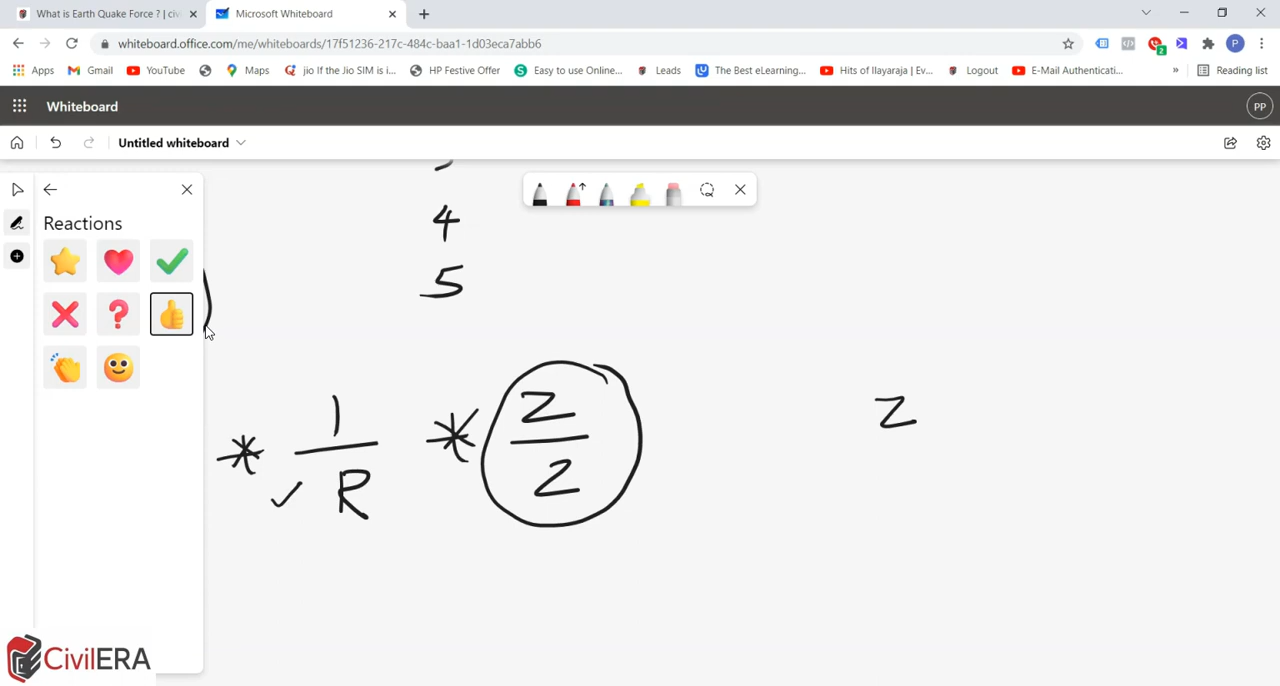 What is Earth Quake Force ? | civ
Microsoft Whiteboard
whiteboard.office.com/me/whiteboards/17f51236-217c-484c-baa1-1d03eca7abb6
2
P
Apps
Gmail
YouTube
Maps
jio If the Jio SIM is i...
HP Festive Offer
Easy to use Online...
Leads
The Best eLearning...
Hits of Ilayaraja | Ev...
Logout
E-Mail Authenticati...
»
Reading list
Whiteboard
PP
Untitled whiteboard
Reactions
4
5
* 1/R * Z/2
Z
CivilERA